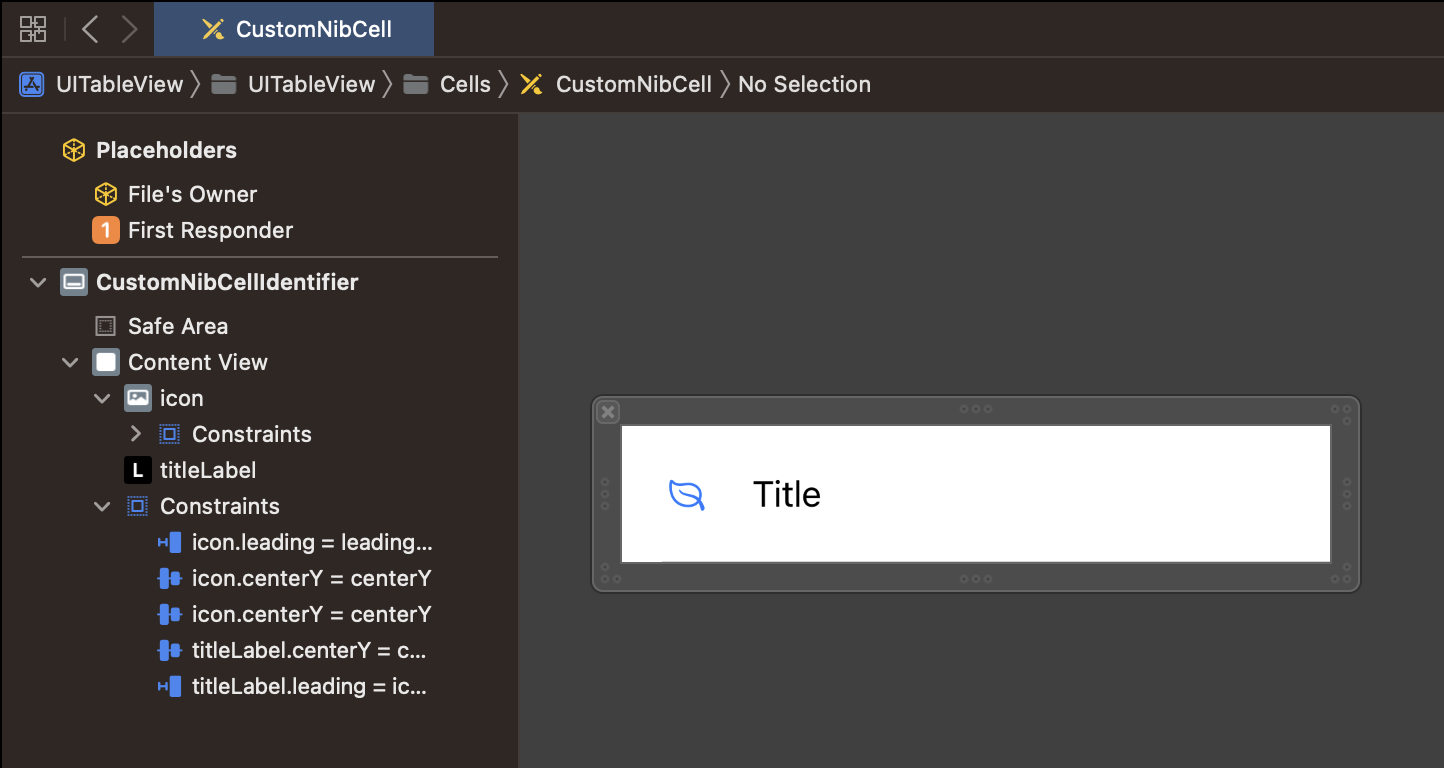 CustomNibCell
UITableView UITableView Cells CustomNibCell No Selection
Placeholders
File's Owner
1 First Responder
CustomNibCellIdentifier
Safe Area
Content View
icon
Constraints
L titleLabel
Constraints
icon.leading = leading...
icon.centerY = centerY
icon.centerY = centerY
titleLabel.centerY = c...
titleLabel.leading = ic...
Title